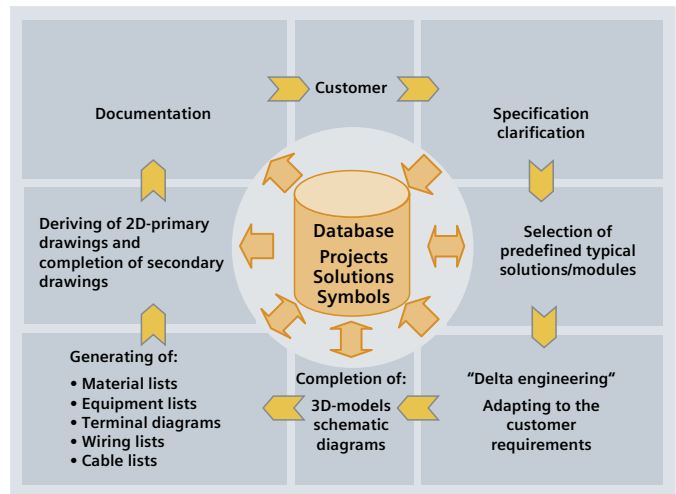 Customer
Documentation
Specification
clarification
Deriving of 2D-primary
drawings and
completion of secondary
drawings
Database
Projects
Solutions
Symbols
Selection of
predefined typical
solutions/modules
Generating of:
• Material lists
• Equipment lists
• Terminal diagrams
• Wiring lists
• Cable lists
Completion of:
3D-models
schematic
diagrams
“Delta engineering“
Adapting to the
customer
requirements